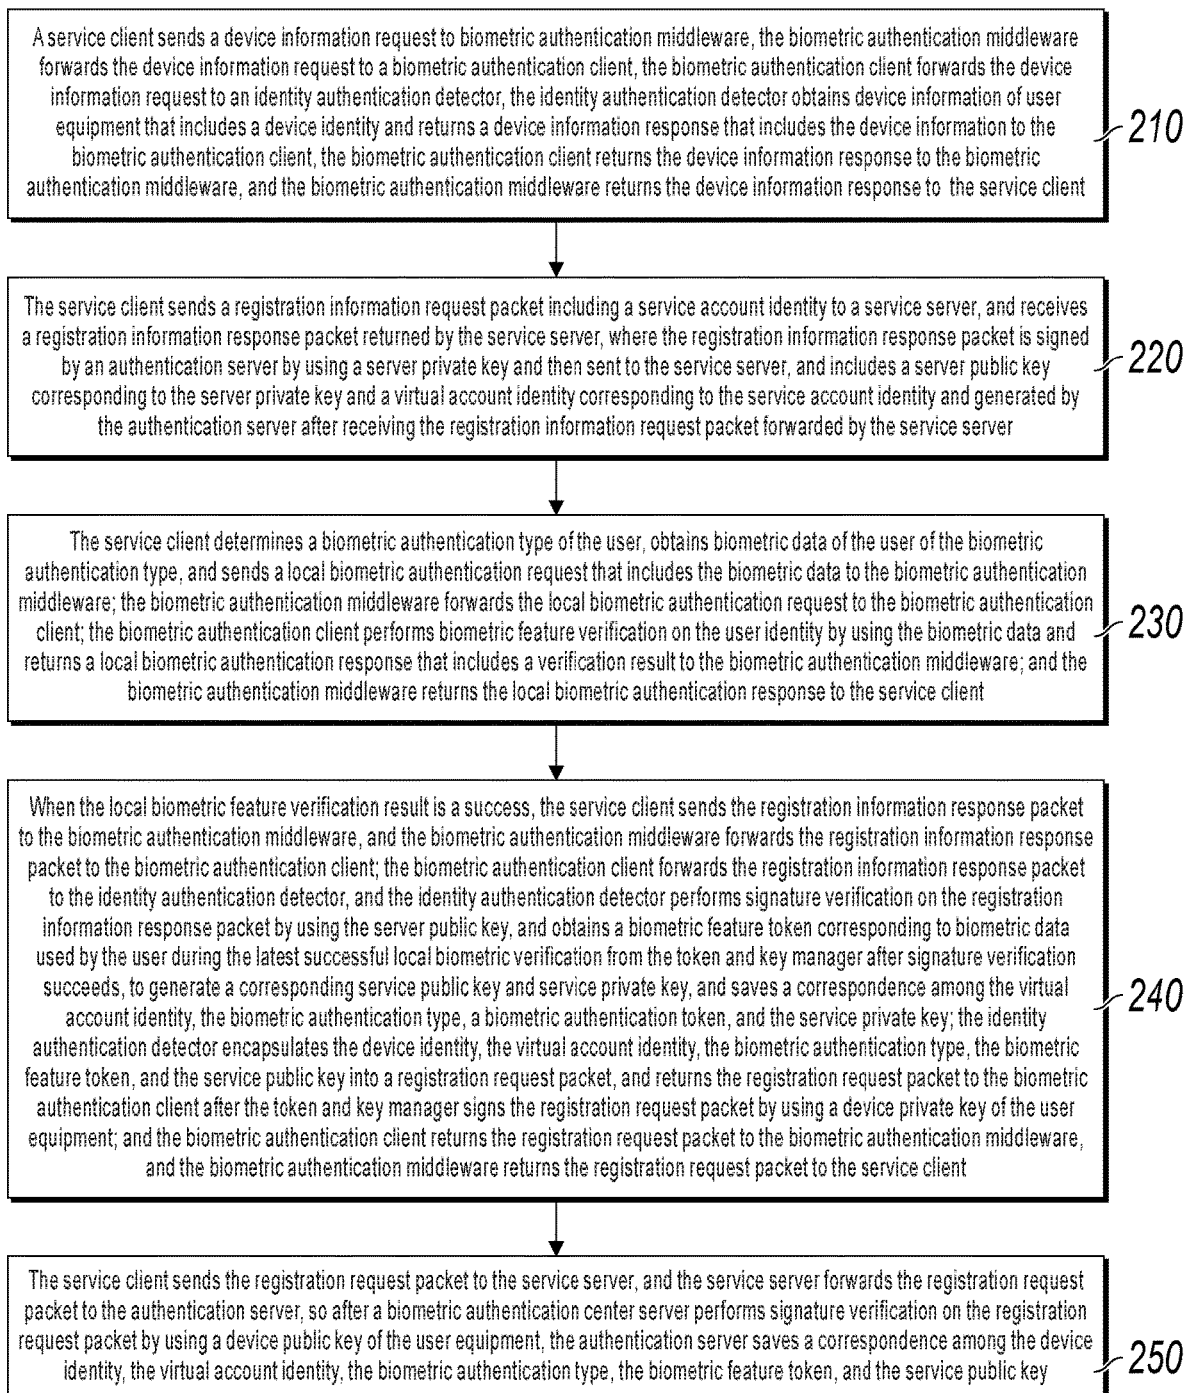 A service client sends a device information request to biometric authentication middleware, the biometric authentication middleware
forwards the device information request to a biometric authentication client, the biometric authentication client forwards the device
information request to an identity authentication detector, the identity authentication detector obtains device information of user
equipment that includes a device identity and returns a device information response that includes the device information to the
biometric authentication client, the biometric authentication client returns the device information response to the biometric
authentication middleware, and the biometric authentication middleware returns the device information response to the service client
210
The service client sends a registration information request packet including a service account identity to a service server, and receives
a registration information response packet returned by the service server, where the registration information response packet is signed
by an authentication server by using a server private key and then sent to the service server, and includes a server public key
corresponding to the server private key and a virtual account identity corresponding to the service account identity and generated by
the authentication server after receiving the registration information request packet forwarded by the service server
220
The service client determines a biometric authentication type of the user, obtains biometric data of the user of the biometric
authentication type, and sends a local biometric authentication request that includes the biometric data to the biometric authentication
middleware; the biometric authentication middleware forwards the local biometric authentication request to the biometric authentication
client; the biometric authentication client performs biometric feature verification on the user identity by using the biometric data and
returns a local biometric authentication response that includes a verification result to the biometric authentication middleware; and the
biometric authentication middleware returns the local biometric authentication response to the service client
230
When the local biometric feature verification result is a success, the service client sends the registration information response packet
to the biometric authentication middleware, and the biometric authentication middleware forwards the registration information response
packet to the biometric authentication client; the biometric authentication client forwards the registration information response packet
to the identity authentication detector, and the identity authentication detector performs signature verification on the registration
information response packet by using the server public key, and obtains a biometric feature token corresponding to biometric data
used by the user during the latest successful local biometric verification from the token and key manager after signature verification
succeeds, to generate a corresponding service public key and service private key, and saves a correspondence among the virtual
account identity, the biometric authentication type, a biometric authentication token, and the service private key; the identity
authentication detector encapsulates the device identity, the virtual account identity, the biometric authentication type, the biometric
feature token, and the service public key into a registration request packet, and returns the registration request packet to the biometric
authentication client after the token and key manager signs the registration request packet by using a device private key of the user
equipment; and the biometric authentication client returns the registration request packet to the biometric authentication middleware,
and the biometric authentication middleware returns the registration request packet to the service client
240
The service client sends the registration request packet to the service server, and the service server forwards the registration request
packet to the authentication server, so after a biometric authentication center server performs signature verification on the registration
request packet by using a device public key of the user equipment, the authentication server saves a correspondence among the device
identity, the virtual account identity, the biometric authentication type, the biometric feature token, and the service public key
250